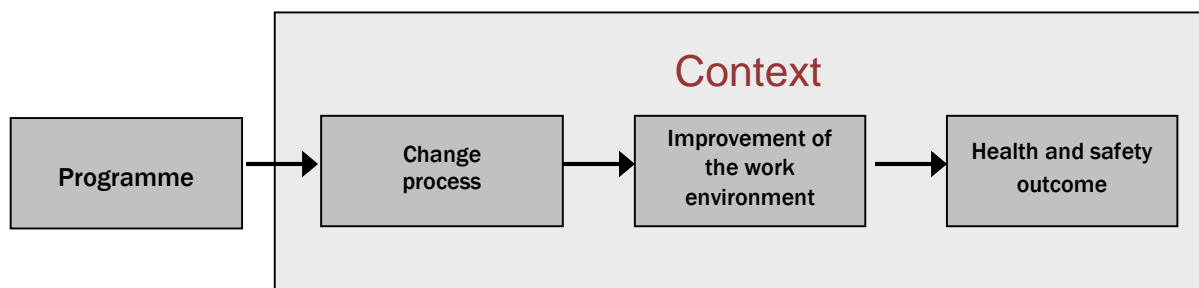 Context
Programme
Change
process
Improvement of
the work
environment
Health and safety
outcome